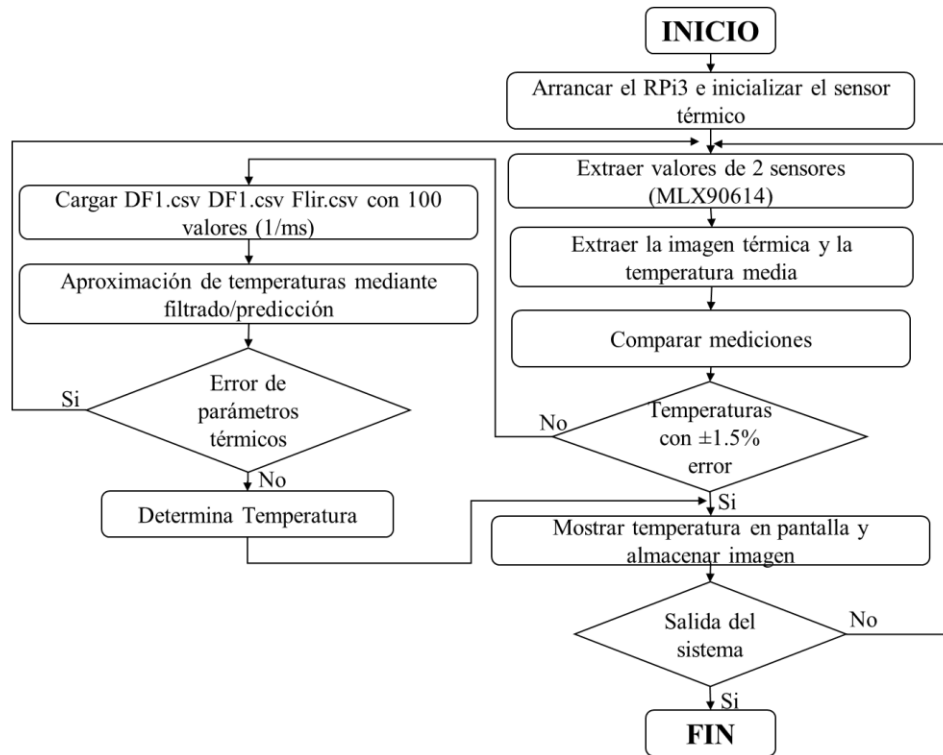 INICIO
Arrancar el RPi3 e inicializar el sensor
térmico
Extraer valores de 2 sensores
(MLX90614)
Extraer la imagen térmica y la
temperatura media
Comparar mediciones
Temperaturas
con ±1.5%
error
No
Si
Cargar DF1.csv DF1.csv Flir.csv con 100
valores (1/ms)
Aproximación de temperaturas mediante
filtrado/predicción
Error de
parámetros
térmicos
Si
No
Determina Temperatura
Mostrar temperatura en pantalla y
almacenar imagen
Salida del
sistema
No
Si
FIN